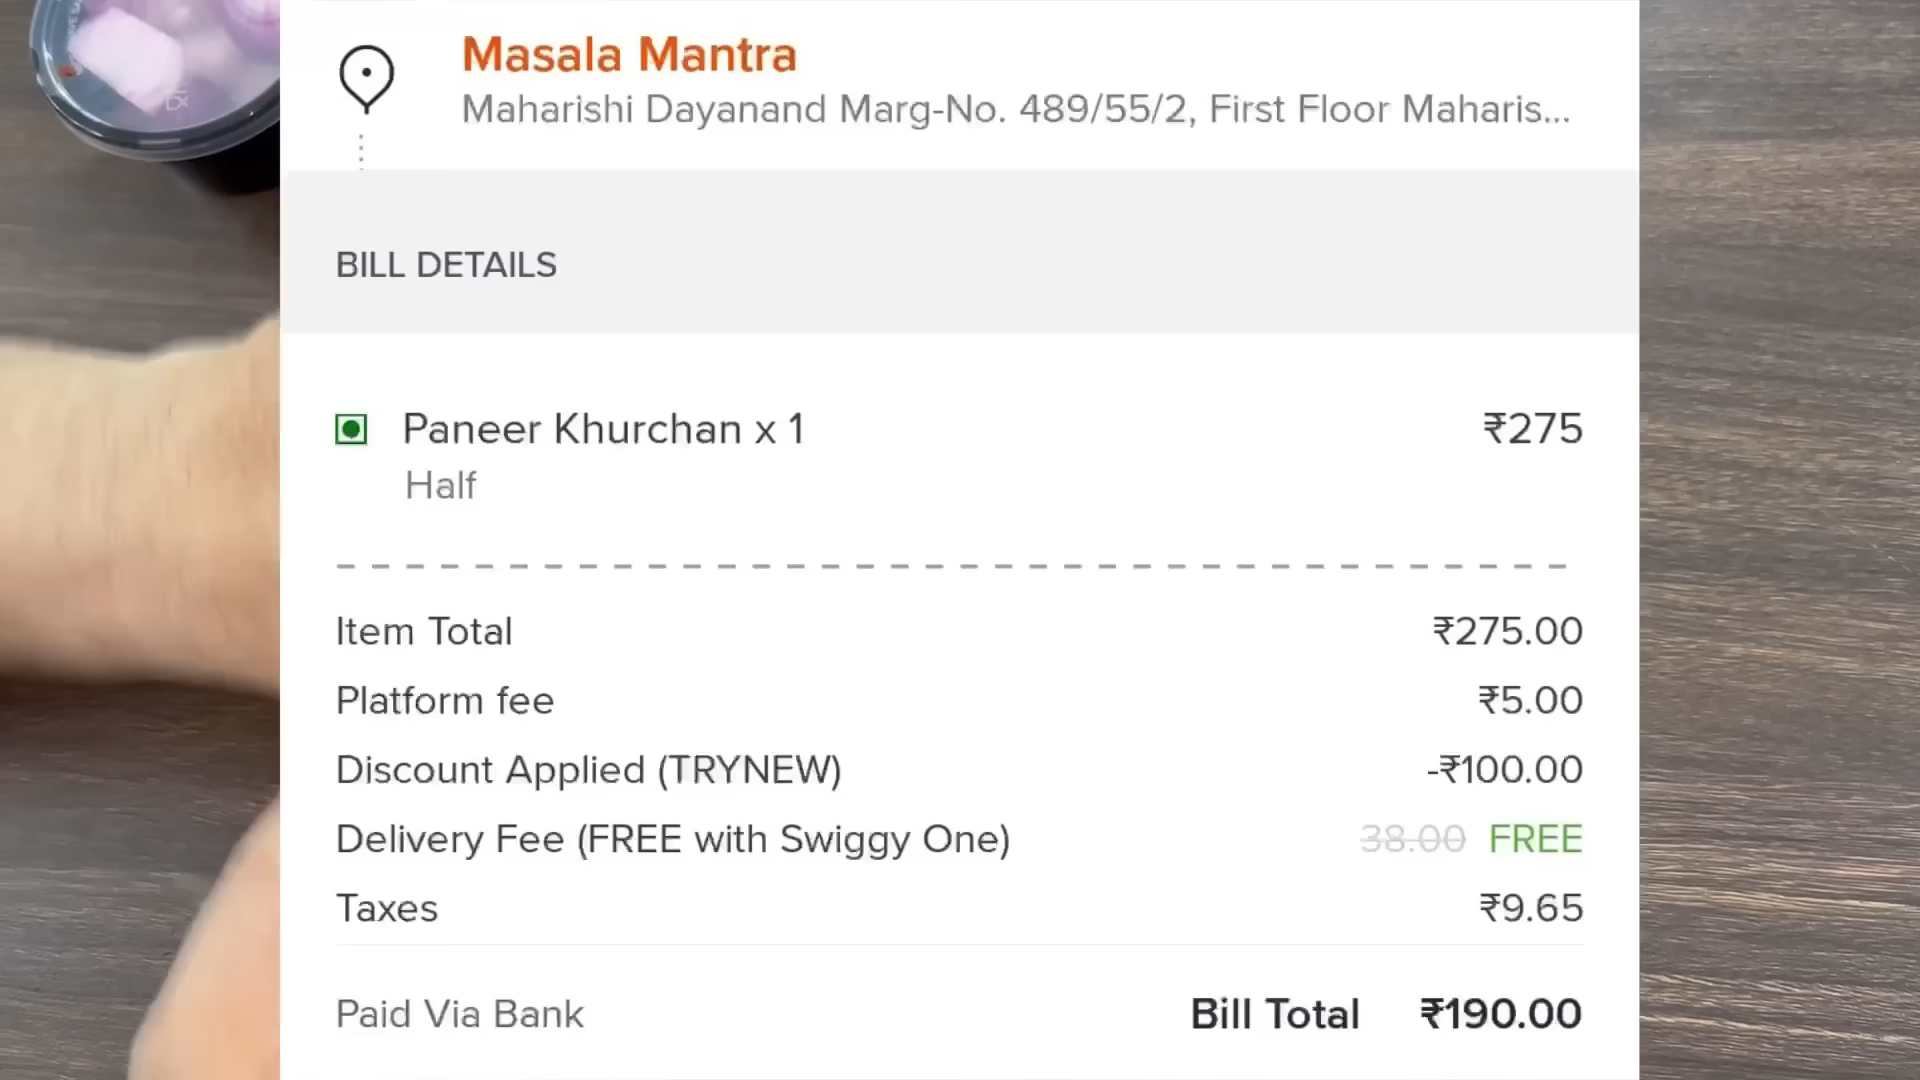 Masala Mantra
Maharishi Dayanand Marg-No. 489/55/2, First Floor Maharis...
BILL DETAILS
Paneer Khurchan x 1 ₹275
Half
Item Total ₹275.00
Platform fee ₹5.00
Discount Applied (TRYNEW) -₹100.00
Delivery Fee (FREE with Swiggy One) 38.00 FREE
Taxes ₹9.65
Paid Via Bank Bill Total ₹190.00